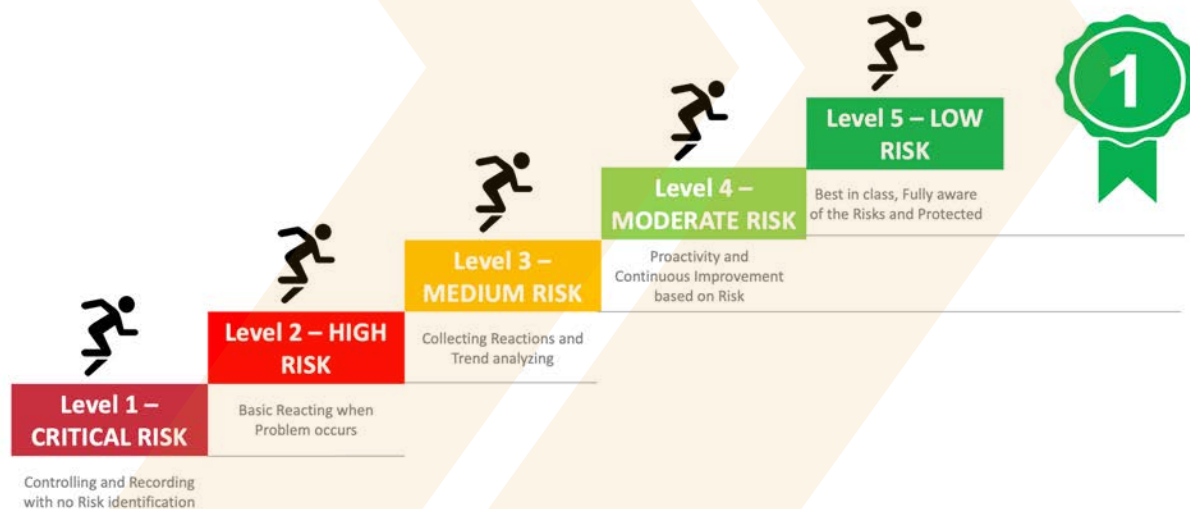 Level 1 –
CRITICAL RISK
Controlling and Recording
with no Risk identification
Level 2 – HIGH
RISK
Basic Reacting when
Problem occurs
Level 3 –
MEDIUM RISK
Collecting Reactions and
Trend analyzing
Level 4 –
MODERATE RISK
Proactivity and
Continuous Improvement
based on Risk
Level 5 – LOW
RISK
Best in class, Fully aware
of the Risks and Protected
1